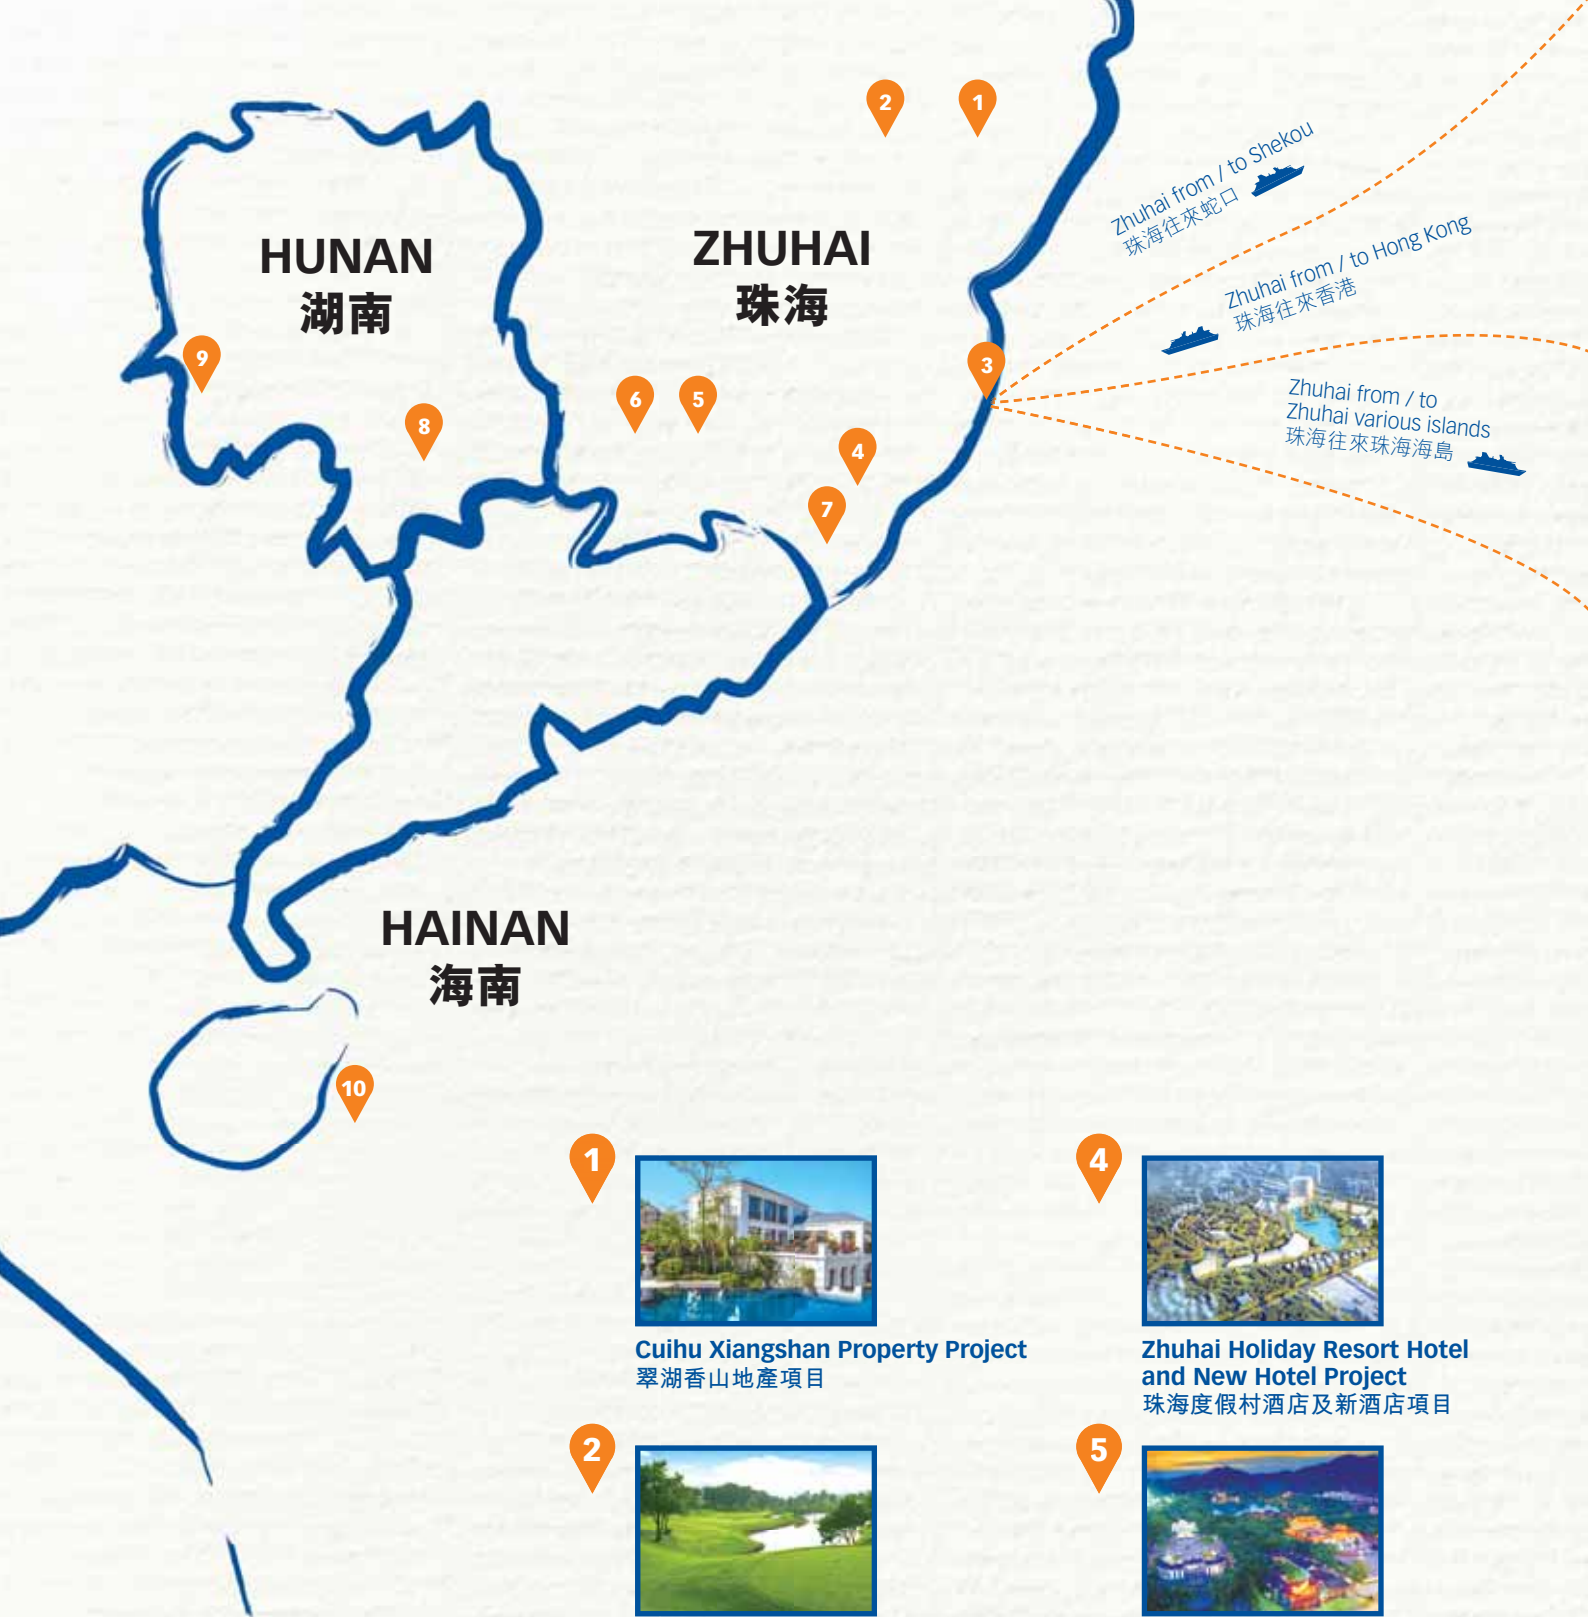 2
1
Zhuhai from / to Shekou
珠海往來蛇口
HUNAN
湖南
ZHUHAI
珠海
Zhuhai from / to Hong Kong
珠海往來香港
9
3
6
5
Zhuhai from / to
Zhuhai various islands
珠海往來珠海海島
8
4
7
HAINAN
海南
10
1
Cuihu Xiangshan Property Project
翠湖香山地產項目
4
Zhuhai Holiday Resort Hotel
and New Hotel Project
珠海度假村酒店及新酒店項目
2
5